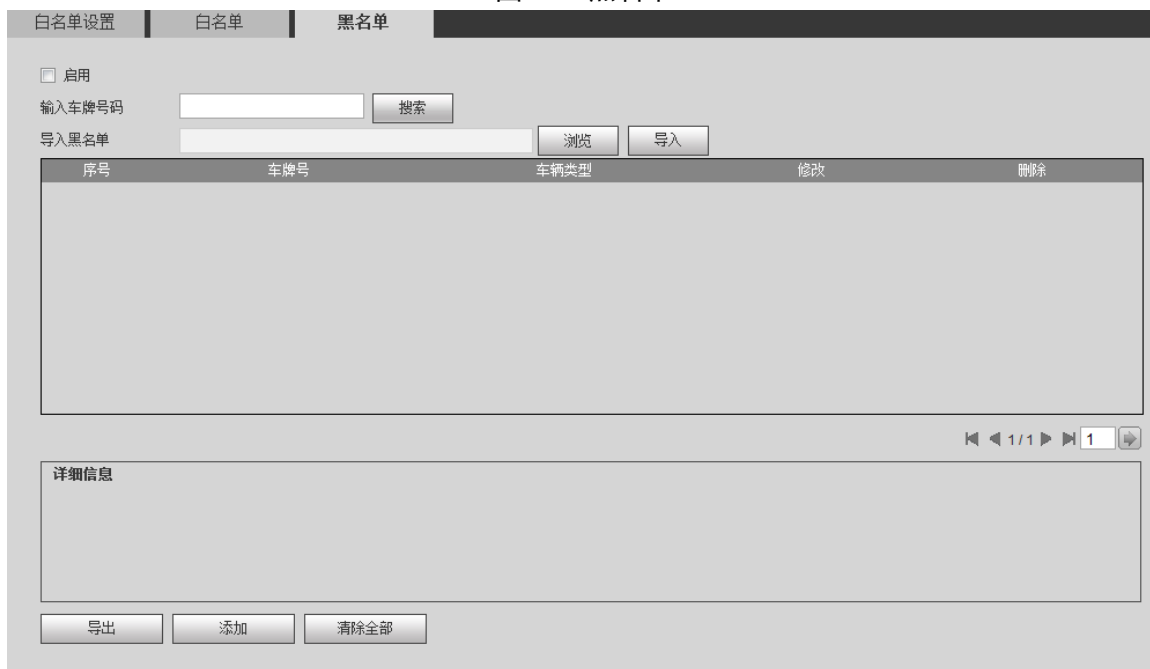 白名单设置 白名单 黑名单
启用
输入车牌号码 搜索
导入黑名单 浏览 导入
序号 车牌号 车辆类型 修改 删除
1/1 1
详细信息
导出 添加 清除全部